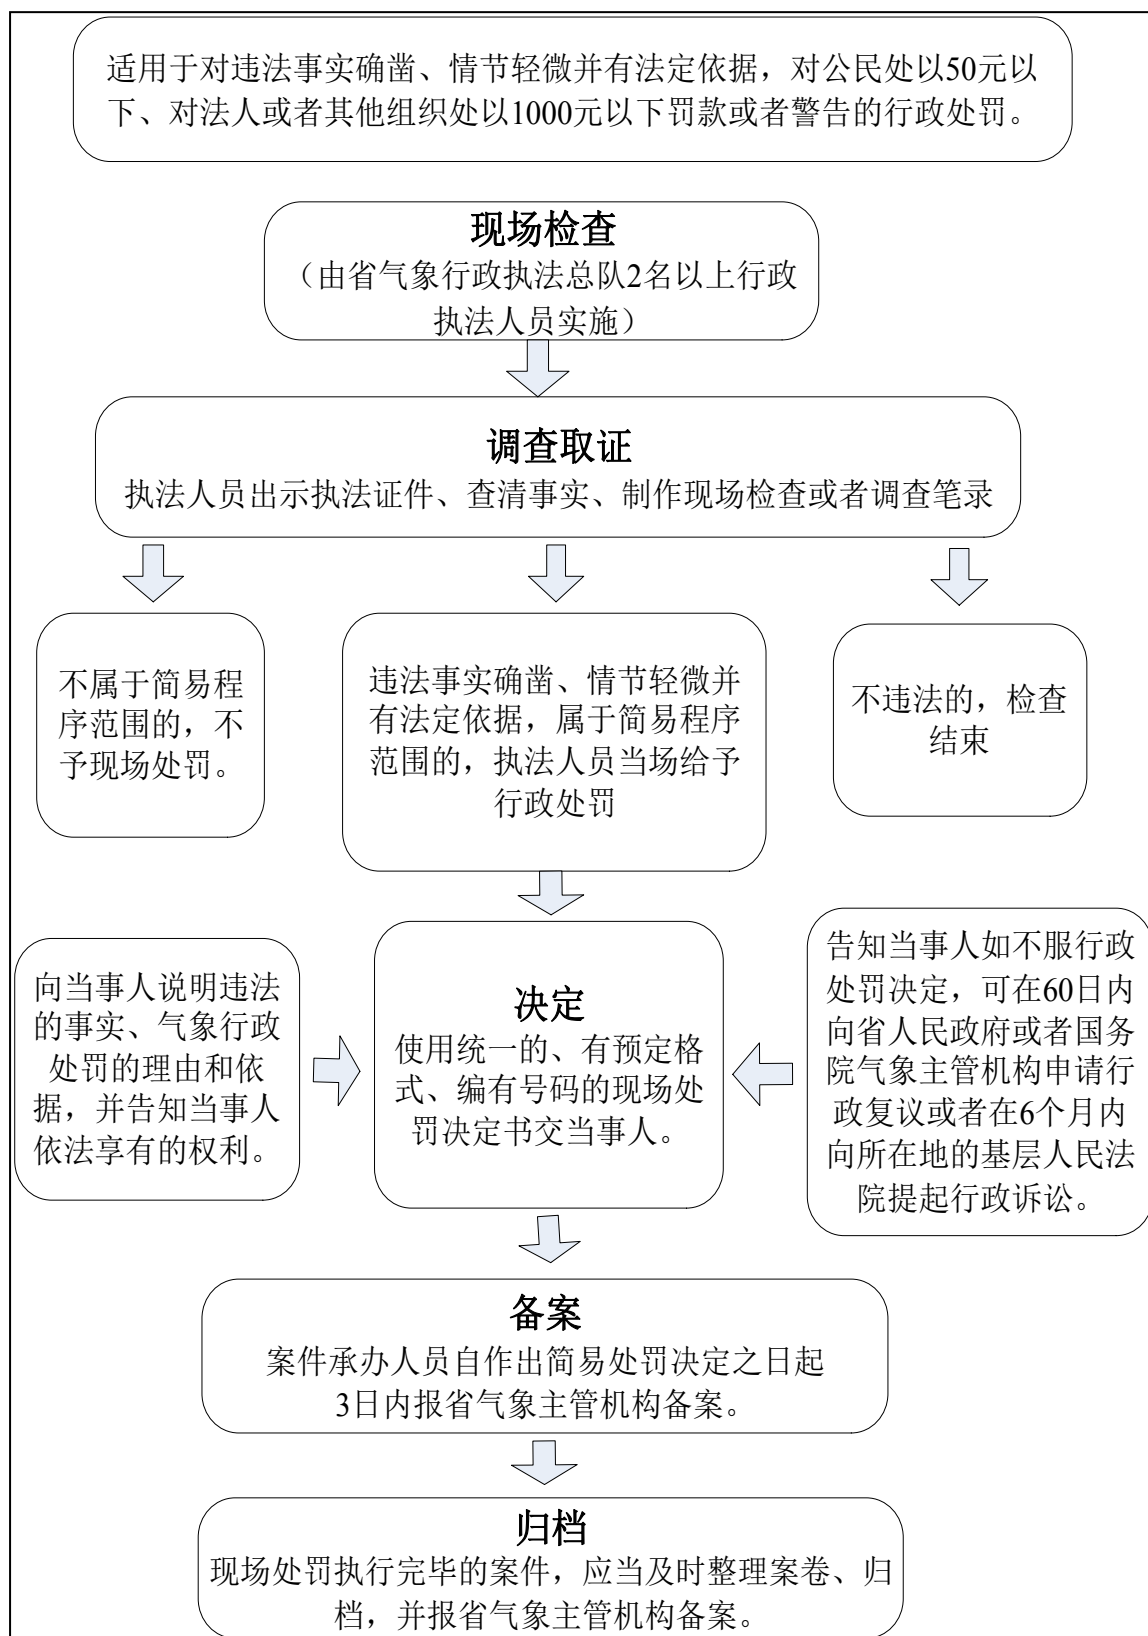 适用于对违法事实确凿、情节轻微并有法定依据，对公民处以50元以
下、对法人或者其他组织处以1000元以下罚款或者警告的行政处罚。
现场检查
（由省气象行政执法总队2名以上行政
执法人员实施）
调查取证
执法人员出示执法证件、查清事实、制作现场检查或者调查笔录
不属于简易程
序范围的，不
予现场处罚。
违法事实确凿、情节轻微并
有法定依据，属于简易程序
范围的，执法人员当场给予
行政处罚
不违法的，检查
结束
向当事人说明违法
的事实、气象行政
处罚的理由和依
据，并告知当事人
依法享有的权利。
决定
使用统一的、有预定格
式、编有号码的现场处
罚决定书交当事人。
告知当事人如不服行政
处罚决定，可在60日内
向省人民政府或者国务
院气象主管机构申请行
政复议或者在6个月内
向所在地的基层人民法
院提起行政诉讼。
备案
案件承办人员自作出简易处罚决定之日起
3日内报省气象主管机构备案。
归档
现场处罚执行完毕的案件，应当及时整理案卷、归
档，并报省气象主管机构备案。